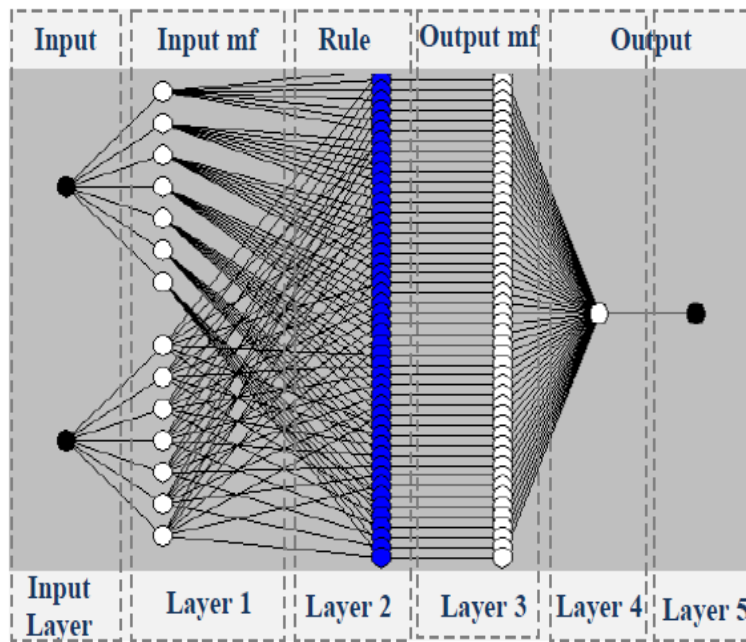 Input
Input mf
Rule
Output mf
Output
Input
Layer
Layer 1
Layer 2
Layer 3
Layer 4
Layer 5